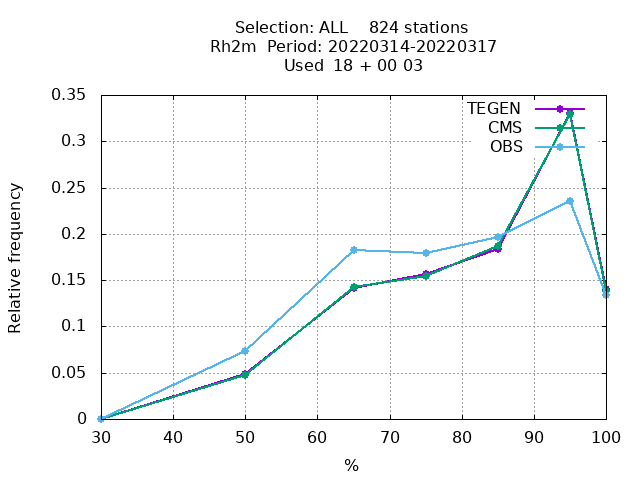 Selection: ALL    824 stations
Rh2m  Period: 20220314-20220317
Used  18 + 00 03
0.35
0.3
0.25
0.2
0.15
0.1
0.05
0
Relative frequency
TEGEN
CMS
OBS
30 40 50 60 70 80 90 100
%